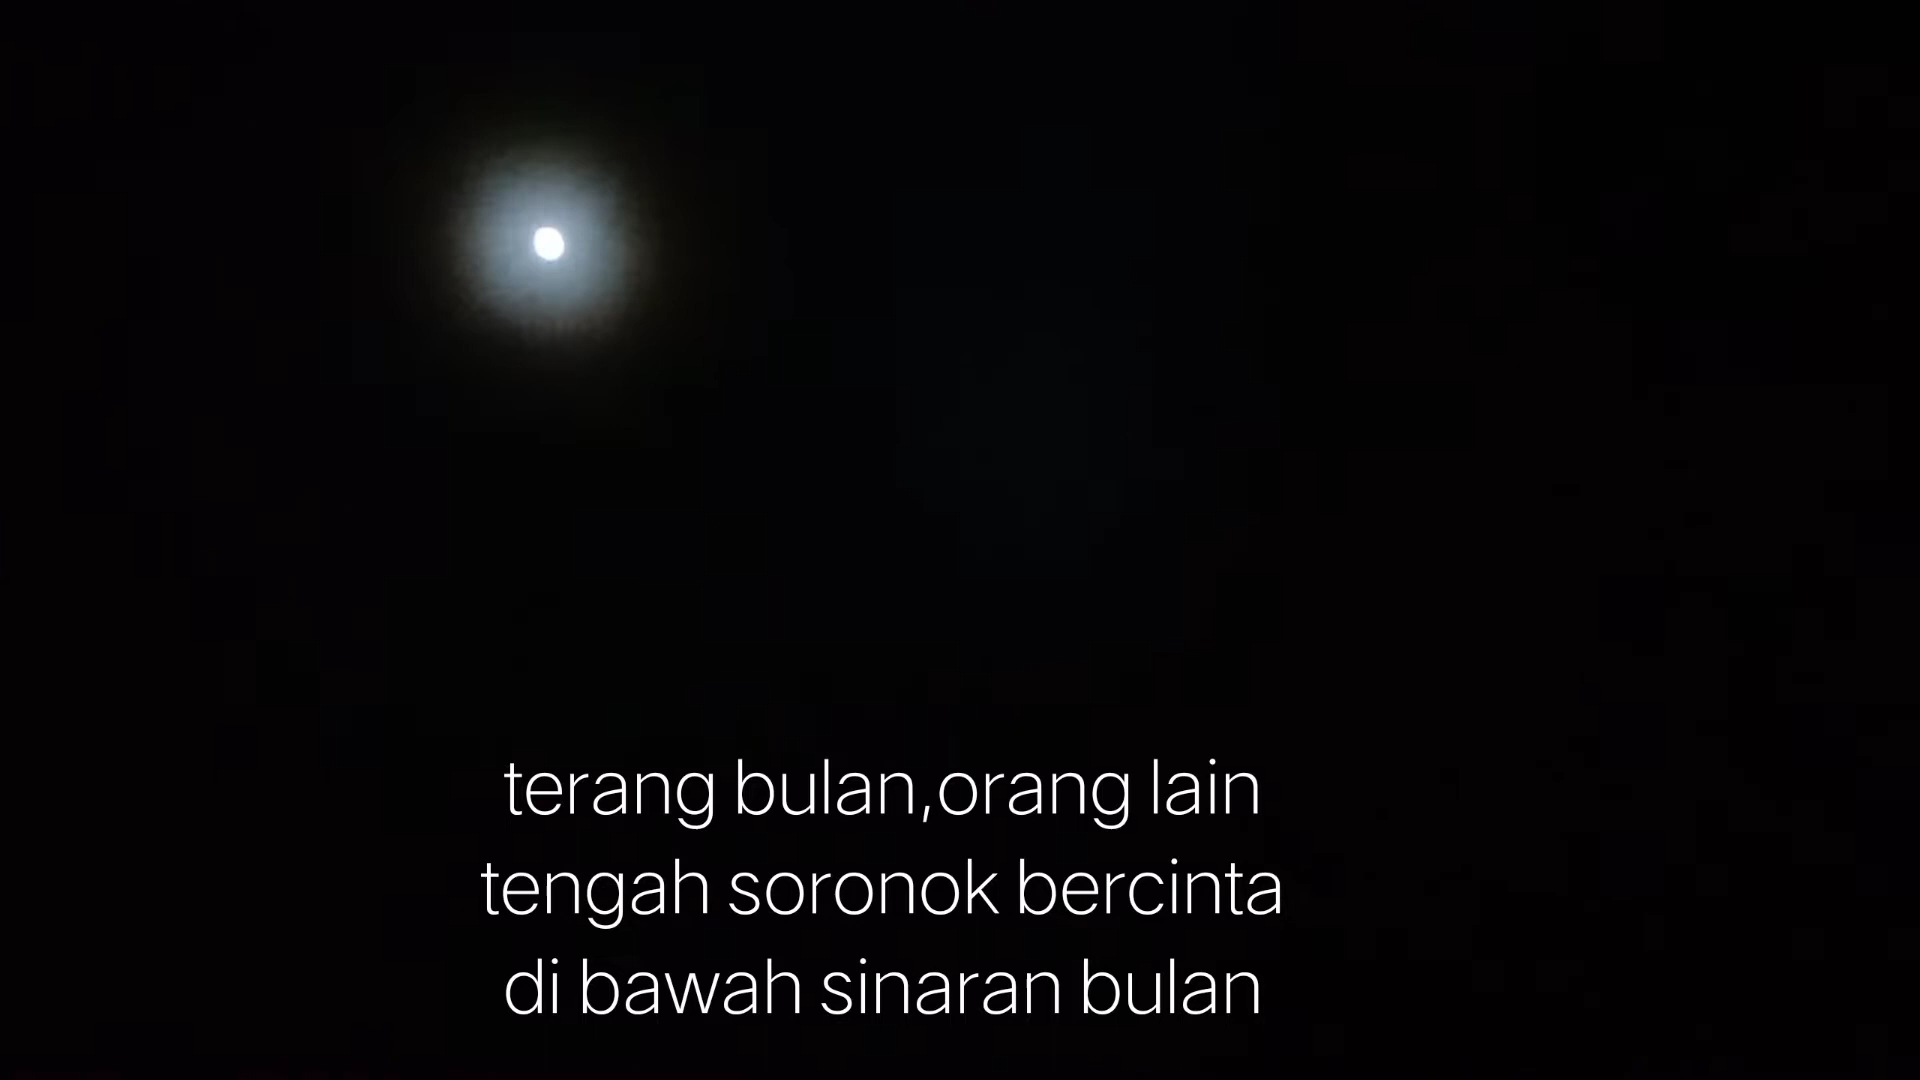 terang bulan,orang lain
tengah soronok bercinta
di bawah sinaran bulan